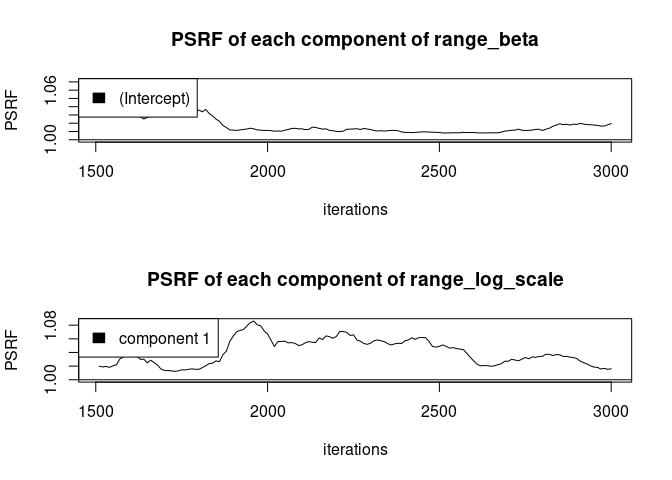 PSRF of each component of range_beta
PSRF
1.06
1.00
(Intercept)
1500 2000 2500 3000
iterations
PSRF of each component of range_log_scale
PSRF
1.08
1.00
component 1
1500 2000 2500 3000
iterations